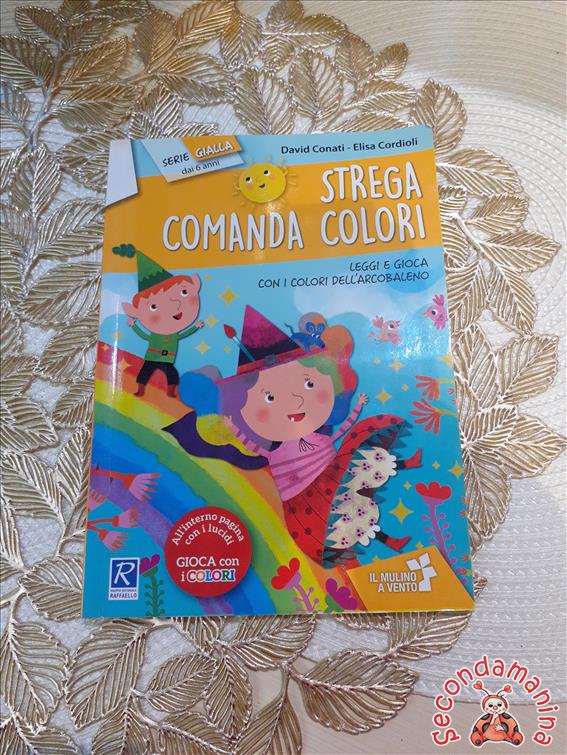 SERIE GIALLA
dai 6 anni
David Conati - Elisa Cordioli
STREGA
COMANDA COLORI
LEGGI E GIOCA
CON I COLORI DELL'ARCOBALENO
All'interno pagina
con i lucidi
GIOCA con
i COLORI
R
GRUPPO EDITORIALE
RAFFAELLO
IL MULINO
A VENTO
Secondamanina